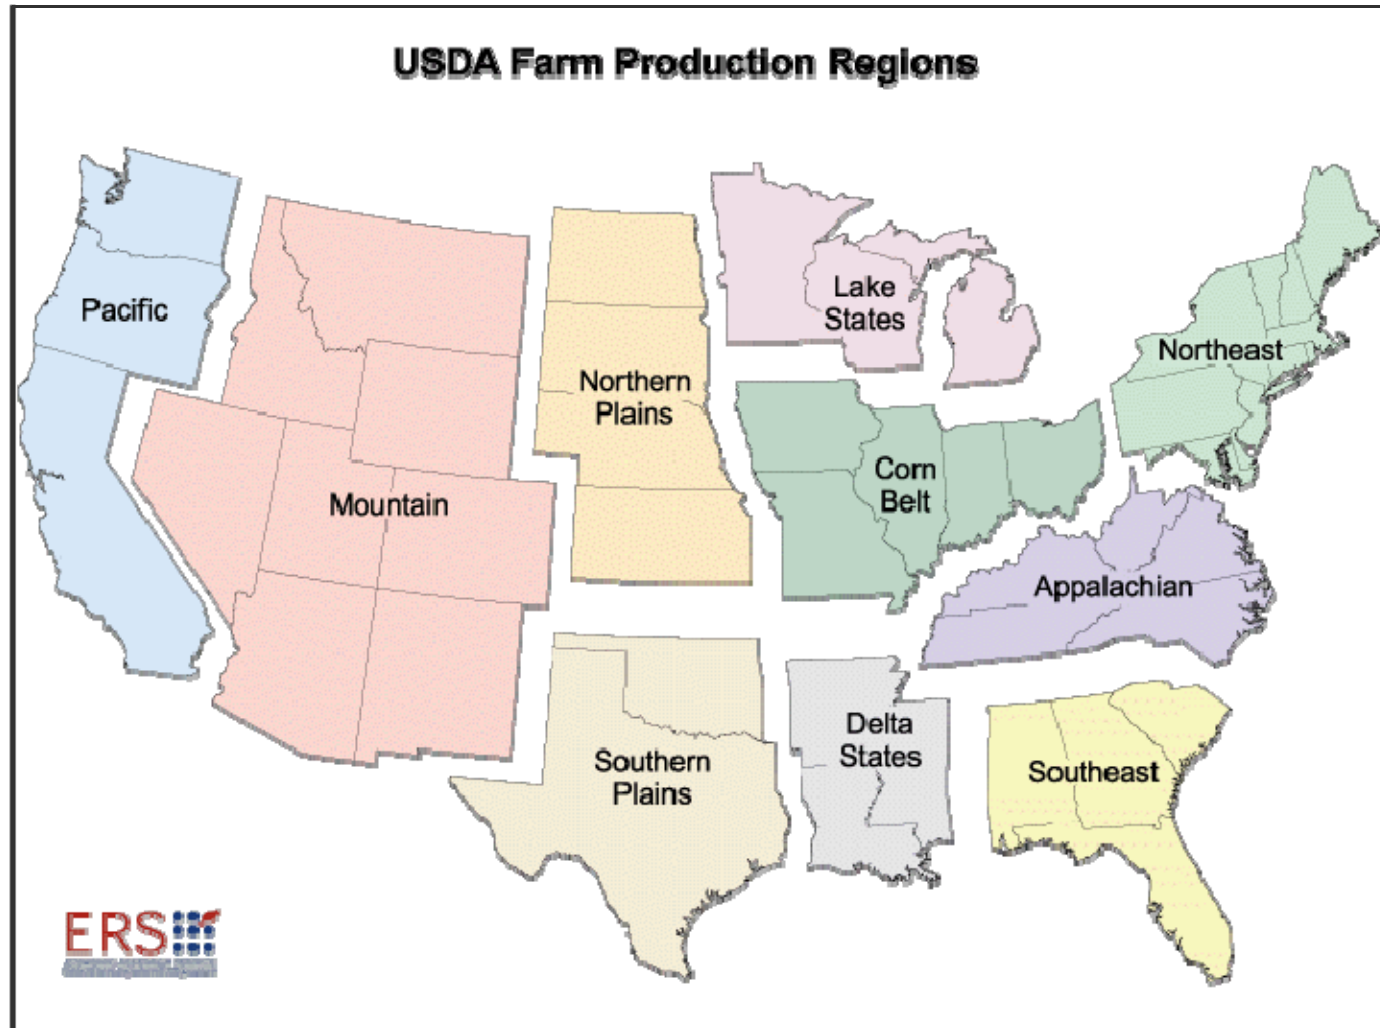 USDA Farm Production Regions
Pacific
Mountain
Northern
Plains
Lake
States
Corn
Belt
Northeast
Appalachian
Southern
Plains
Delta
States
Southeast
ERS